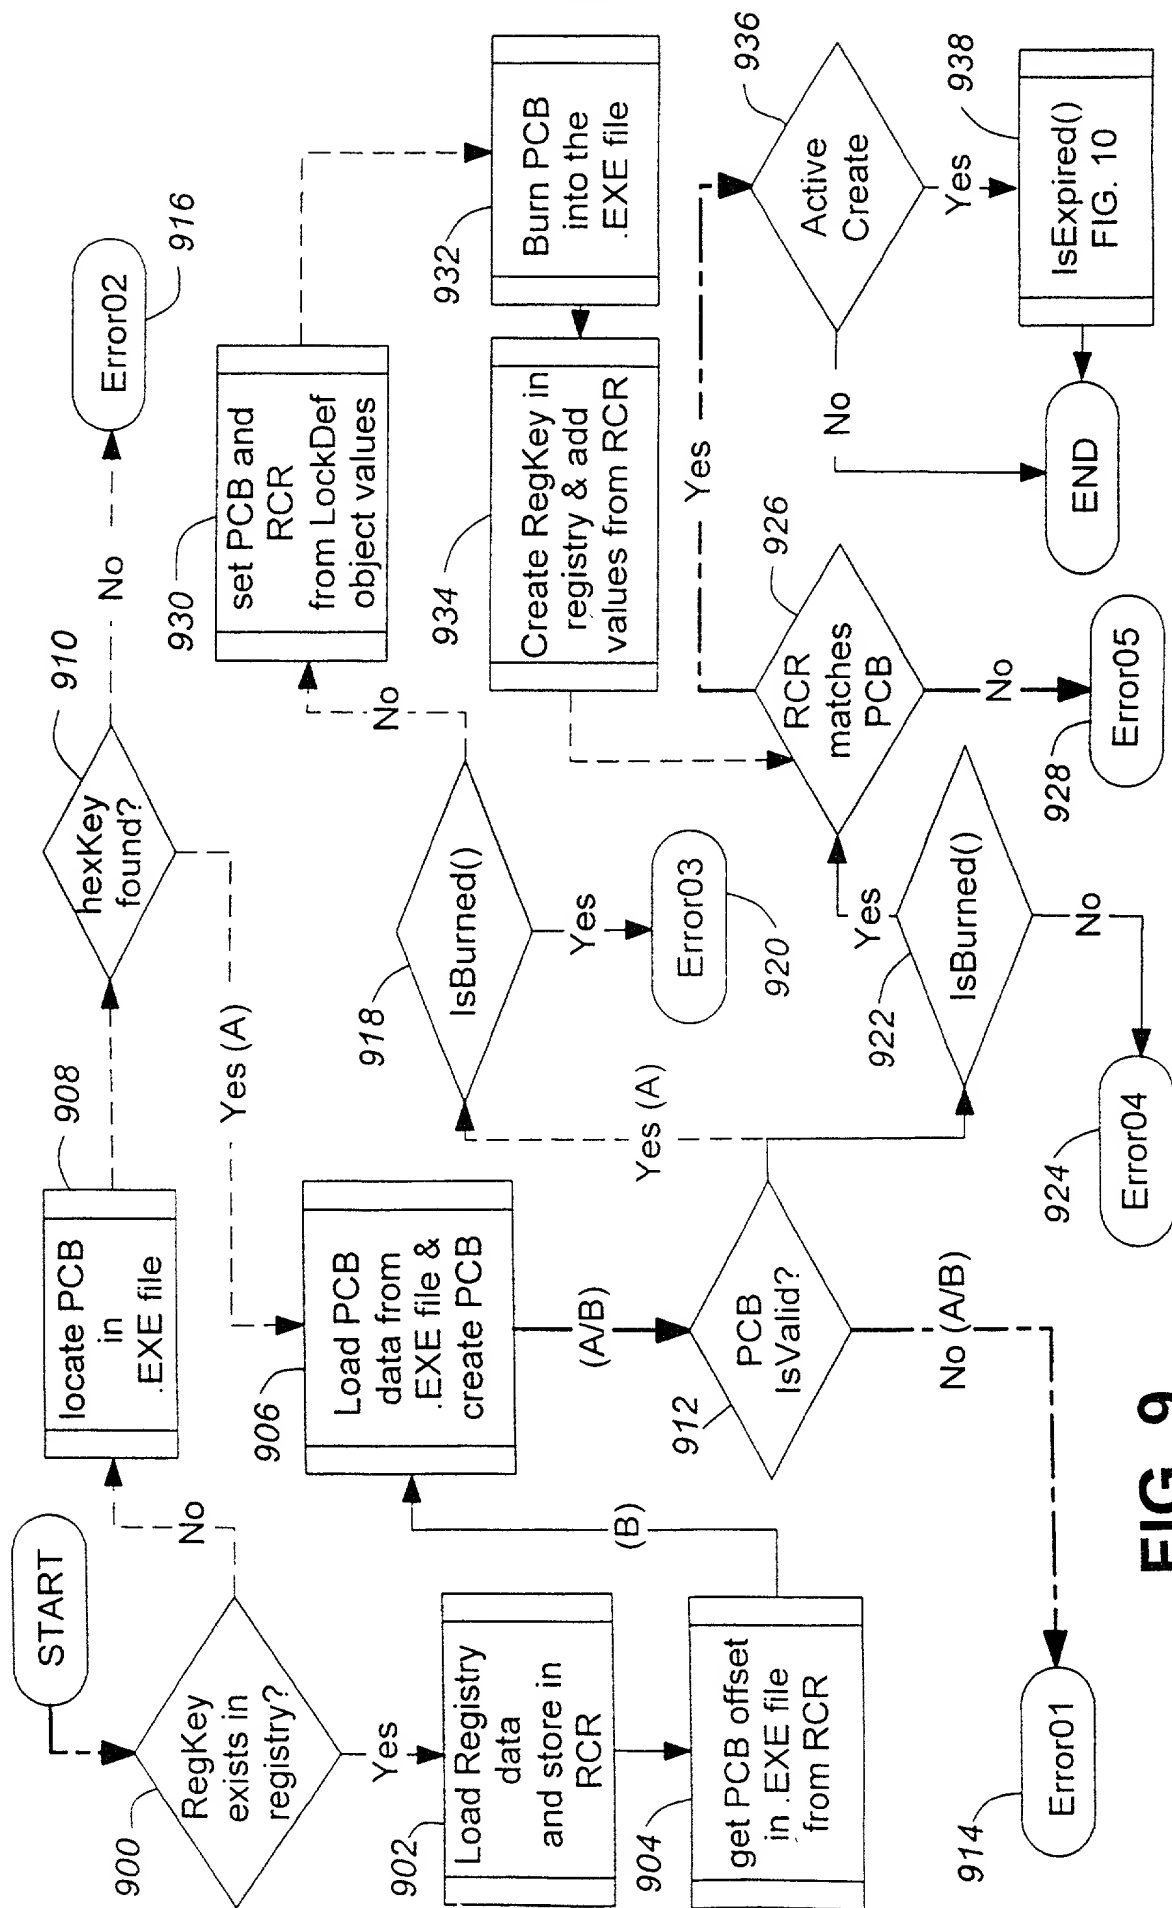 START
900
RegKey
exists in
registry?
No
Yes
902
Load Registry
data
and store in
RCR
904
get PCB offset
in .EXE file
from RCR
(B)
908
locate PCB
in
.EXE file
910
hexKey
found?
No
Error02
916
Yes (A)
906
Load PCB
data from
.EXE file &
create PCB
(A/B)
912
PCB
IsValid?
No (A/B)
914
Error01
Yes (A)
918
IsBurned()
No
Yes
Error03
920
922
IsBurned()
Yes
No
924
Error04
930
set PCB and
RCR
from LockDef
object values
932
Burn PCB
into the
.EXE file
934
Create RegKey in
registry & add
values from RCR
926
RCR
matches
PCB
Yes
No
928
Error05
936
Active
Create
No
Yes
938
IsExpired()
FIG. 10
END
FIG. 9